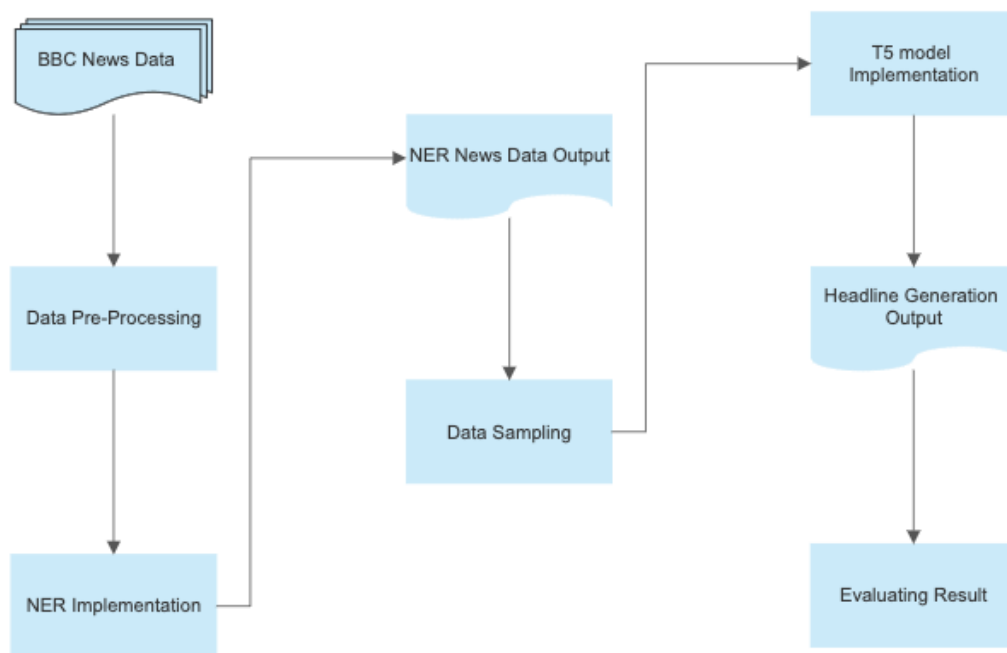 BBC News Data
Data Pre-Processing
NER Implementation
NER News Data Output
Data Sampling
T5 model
Implementation
Headline Generation
Output
Evaluating Result